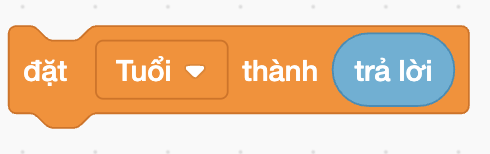 đặt Tuổi thành trả lời